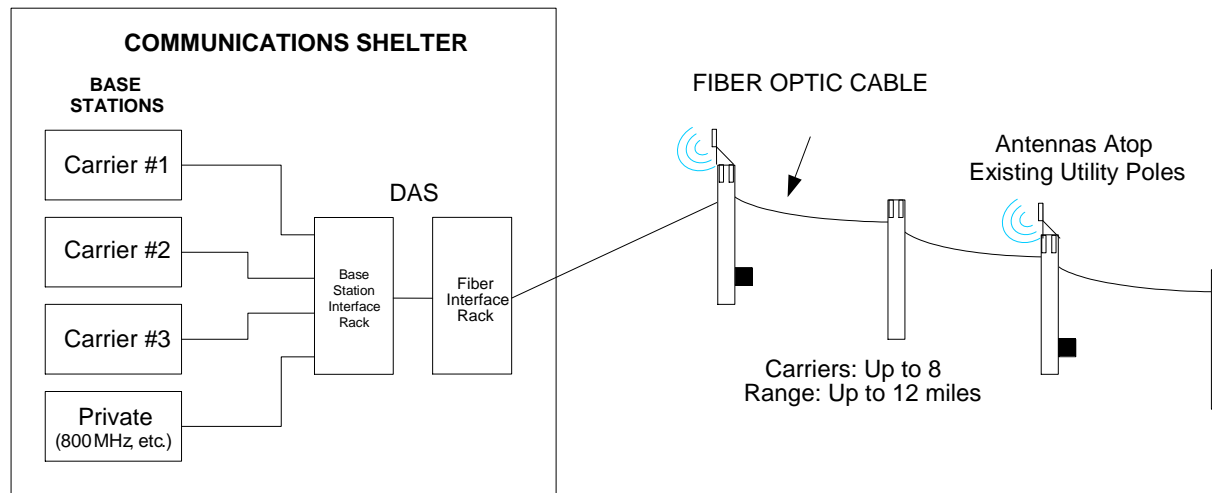 COMMUNICATIONS SHELTER
BASE
STATIONS
Carrier #1
Carrier #2
Carrier #3
Private
(800 MHz, etc.)
DAS
Base
Station
Interface
Rack
Fiber
Interface
Rack
FIBER OPTIC CABLE
Antennas Atop
Existing Utility Poles
Carriers: Up to 8
Range: Up to 12 miles